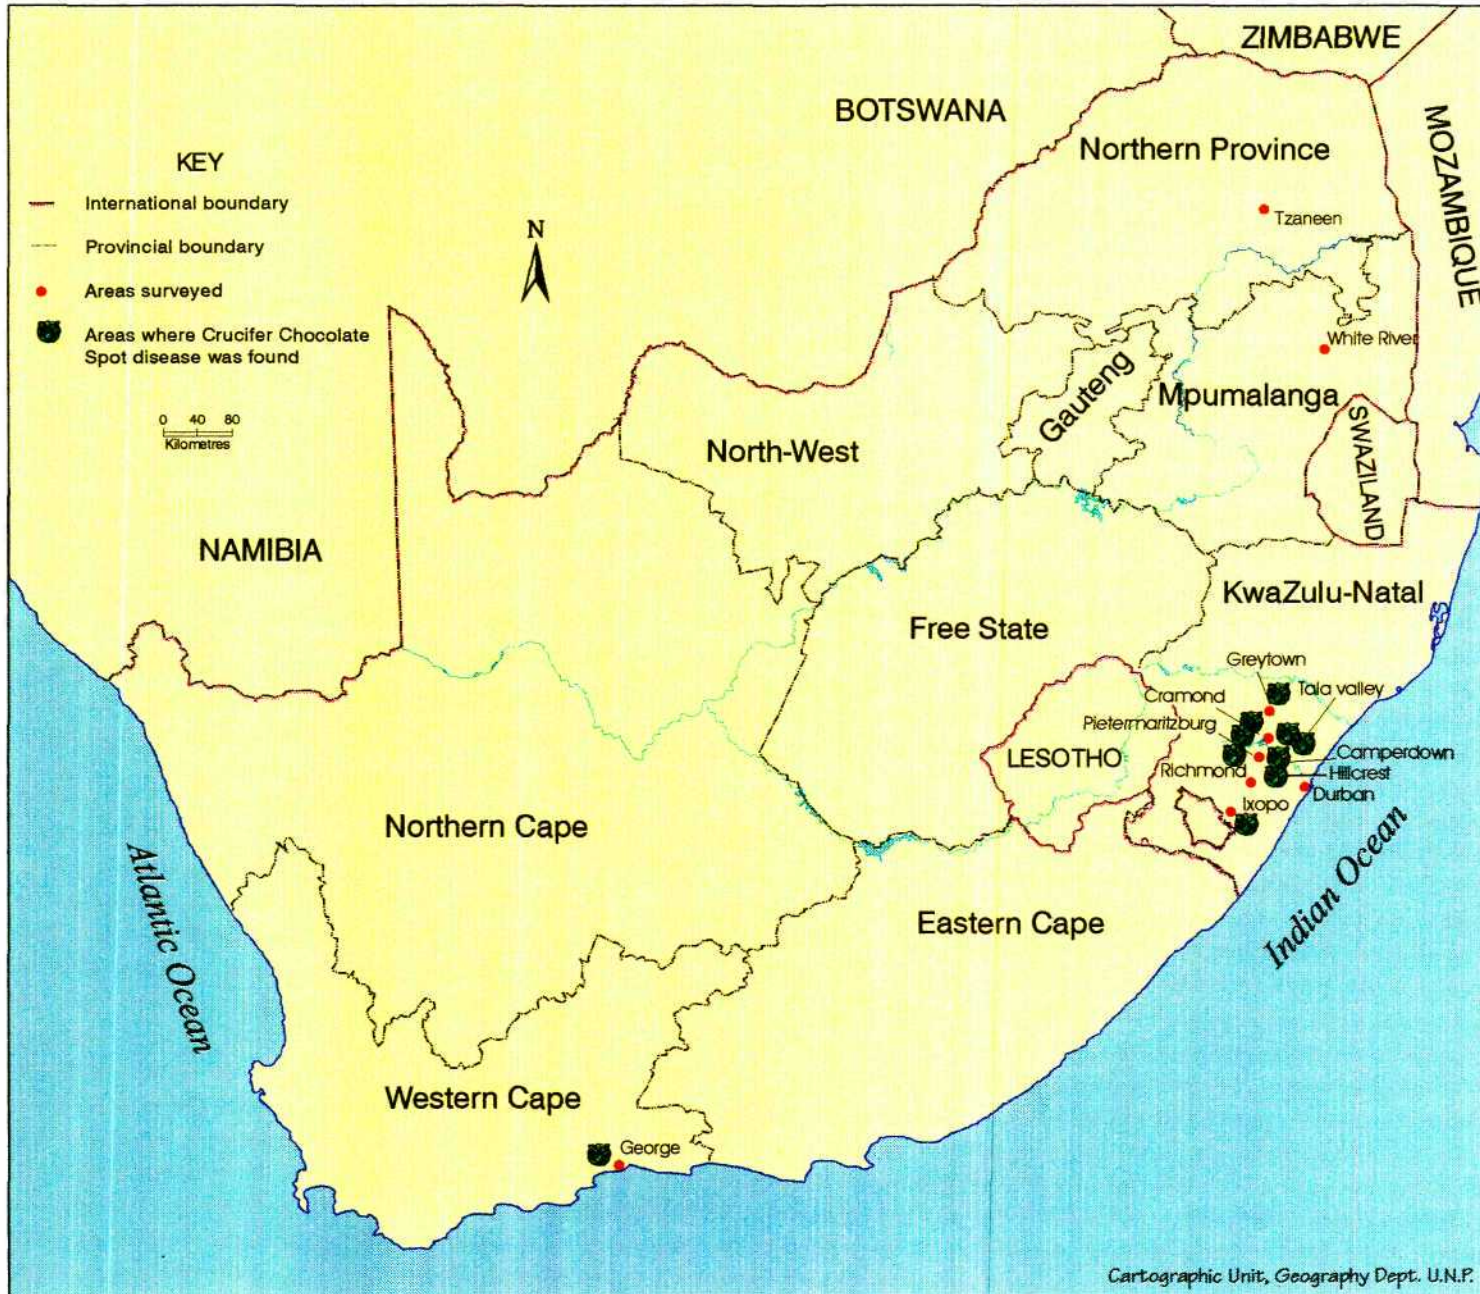 ZIMBABWE
BOTSWANA
MOZAMBIQUE
Northern Province
KEY
International boundary
N
Tzaneen
Provincial boundary
Areas surveyed
Areas where Crucifer Chocolate
Spot disease was found
White River
Gauteng
Mpumalanga
0 40 80
Kilometres
North-West
SWAZILAND
NAMIBIA
KwaZulu-Natal
Free State
Greytown
Tala valley
Cramond
Pietermaritzburg
LESOTHO
Camperdown
Richmond
Hillcrest
Durban
Ixopo
Northern Cape
Atlantic Ocean
Indian Ocean
Eastern Cape
Western Cape
George
Cartographic Unit, Geography Dept. U.N.P.